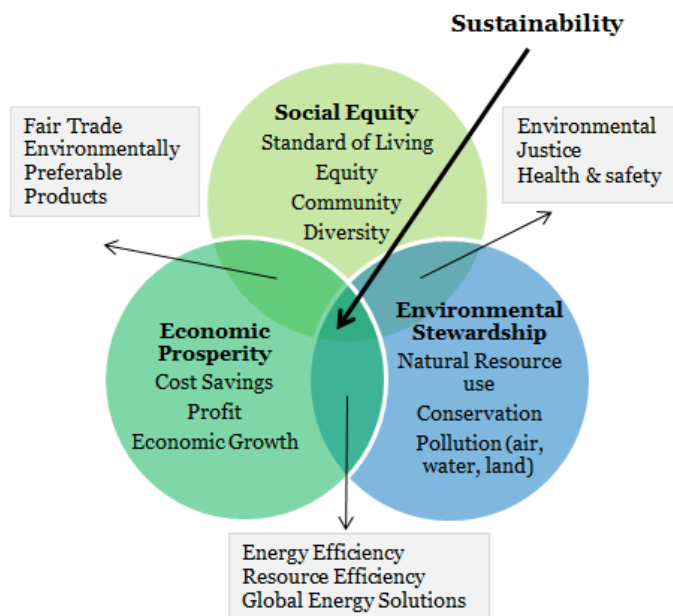 Sustainability
Fair Trade
Environmentally
Preferable
Products
Social Equity
Standard of Living
Equity
Community
Diversity
Environmental
Justice
Health & safety
Economic
Prosperity
Cost Savings
Profit
Economic Growth
Environmental
Stewardship
Natural Resource
use
Conservation
Pollution (air,
water, land)
Energy Efficiency
Resource Efficiency
Global Energy Solutions